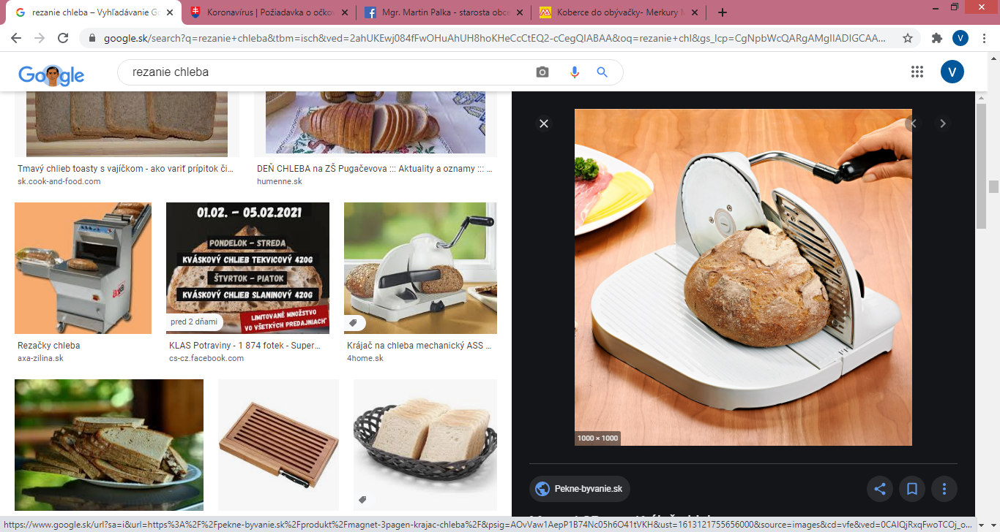 rezanie chleba – Vyhľadávanie Go
Koronavírus | Požiadavka o očko
Mgr. Martin Palka - starosta obce
Koberce do obývačky- Merkury M
google.sk/search?q=rezanie+chleba&tbm=isch&ved=2ahUKEwj084fFwOHuAhUH8hoKHeCcCtEQ2-cCegQIABAA&oq=rezanie+chl&gs_lcp=CgNpbWcQARgAMgIIADIGCAA...
V
Google
rezanie chleba
V
Tmavý chlieb toasty s vajíčkom - ako variť prípitok či...
sk.cook-and-food.com
DEŇ CHLEBA na ZŠ Pugačevova ::: Aktuality a oznamy ::: ...
humenne.sk
axa
01.02. – 05.02.2021
PONDELOK – STREDA
KVÁSKOVÝ CHLIEB TEKVICOVÝ 420G
ŠTVRTOK – PIATOK
KVÁSKOVÝ CHLIEB SLANINOVÝ 420G
LIMITOVANÉ MNOŽSTVO
VO VŠETKÝCH PREDAJNIACH*
pred 2 dňami
Rezačky chleba
axa-zilina.sk
KLAS Potraviny - 1 874 fotek - Super...
cs-cz.facebook.com
Krájač na chleba mechanický ASS ...
4home.sk
1000 × 1000
Pekne-byvanie.sk
https://www.google.sk/url?sa=i&url=https%3A%2F%2Fpekne-byvanie.sk%2Fprodukt%2Fmagnet-3pagen-krajac-chleba%2F&psig=AOvVaw1AepP1B74Nc05h6O41tVKH&ust=1613121755656000&source=images&cd=vfe&ved=0CAIQjRxqFwoTCOj_o...